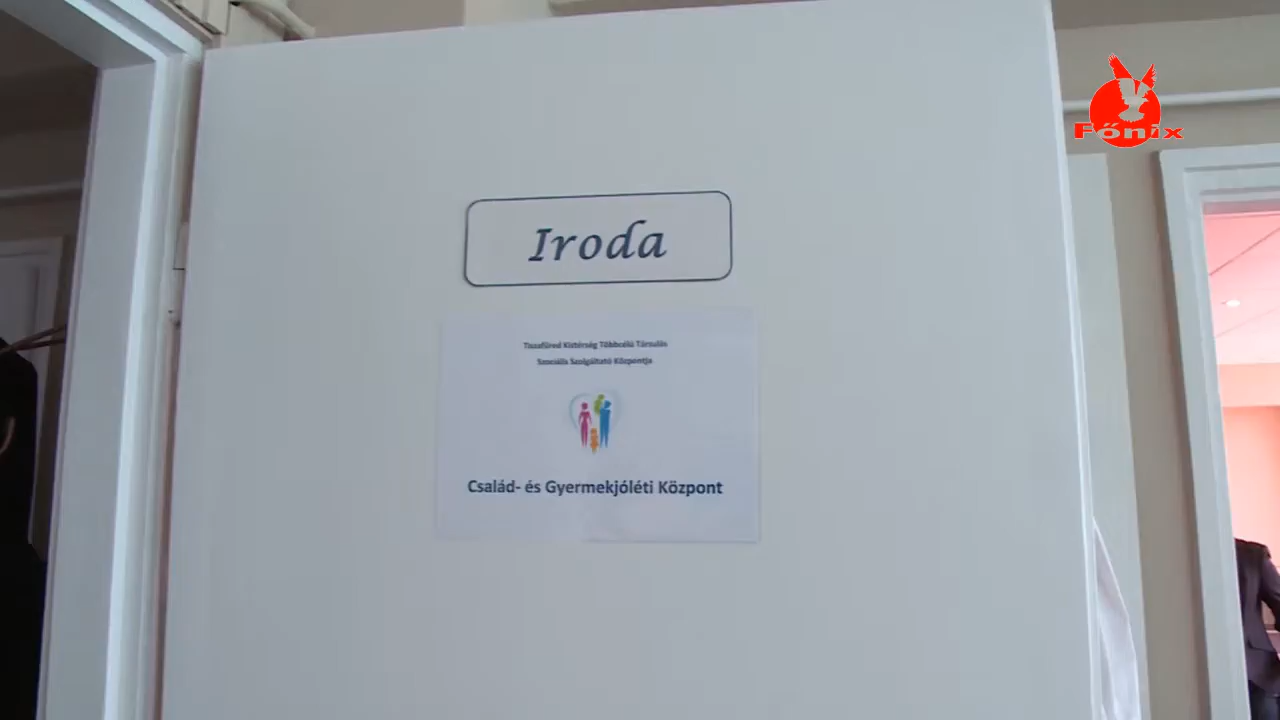 Főnix
Iroda
Tiszafüred Kistérség Többcélú Társulás
Szociális Szolgáltató Központja
Család- és Gyermekjóléti Központ